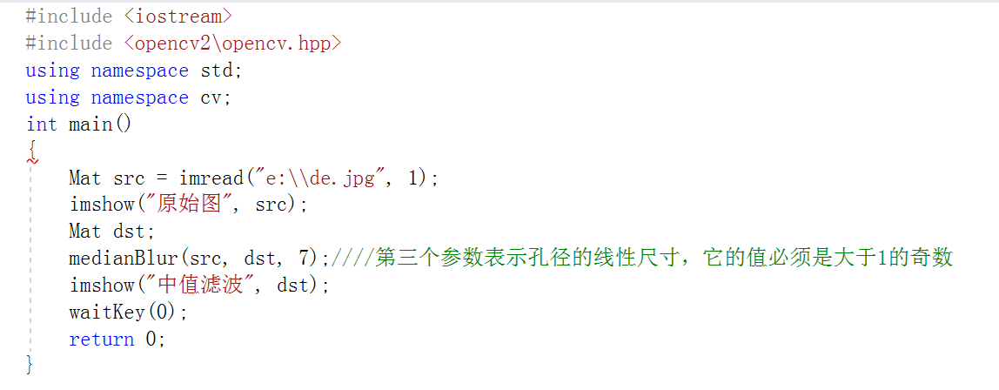 #include <iostream>
#include <opencv2\opencv.hpp>
using namespace std;
using namespace cv;
int main()
{
    Mat src = imread("e:\\de.jpg", 1);
    imshow("原始图", src);
    Mat dst;
    medianBlur(src, dst, 7);////第三个参数表示孔径的线性尺寸，它的值必须是大于1的奇数
    imshow("中值滤波", dst);
    waitKey(0);
    return 0;
}